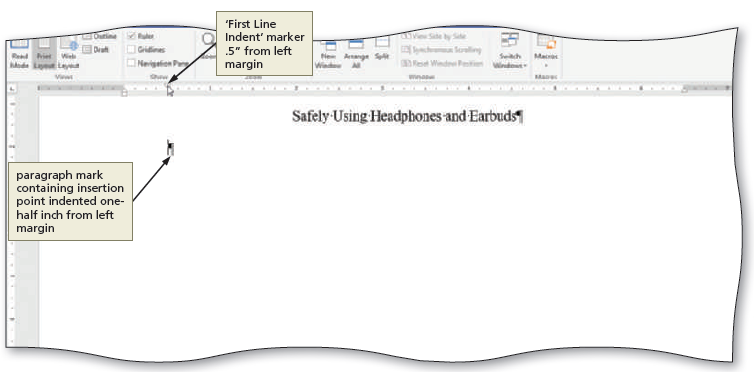 ‘First Line
Indent’ marker
.5” from left
margin
Outline
Draft
Read
Mode
Print
Layout
Web
Layout
Views
Ruler
Gridlines
Navigation Pane
Show
New
Window
Arrange
All
Split
View Side by Side
Synchronous Scrolling
Reset Window Position
Window
Switch
Windows
Macros
Macros
Safely·Using·Headphones·and·Earbuds¶
¶
paragraph mark
containing insertion
point indented one-
half inch from left
margin